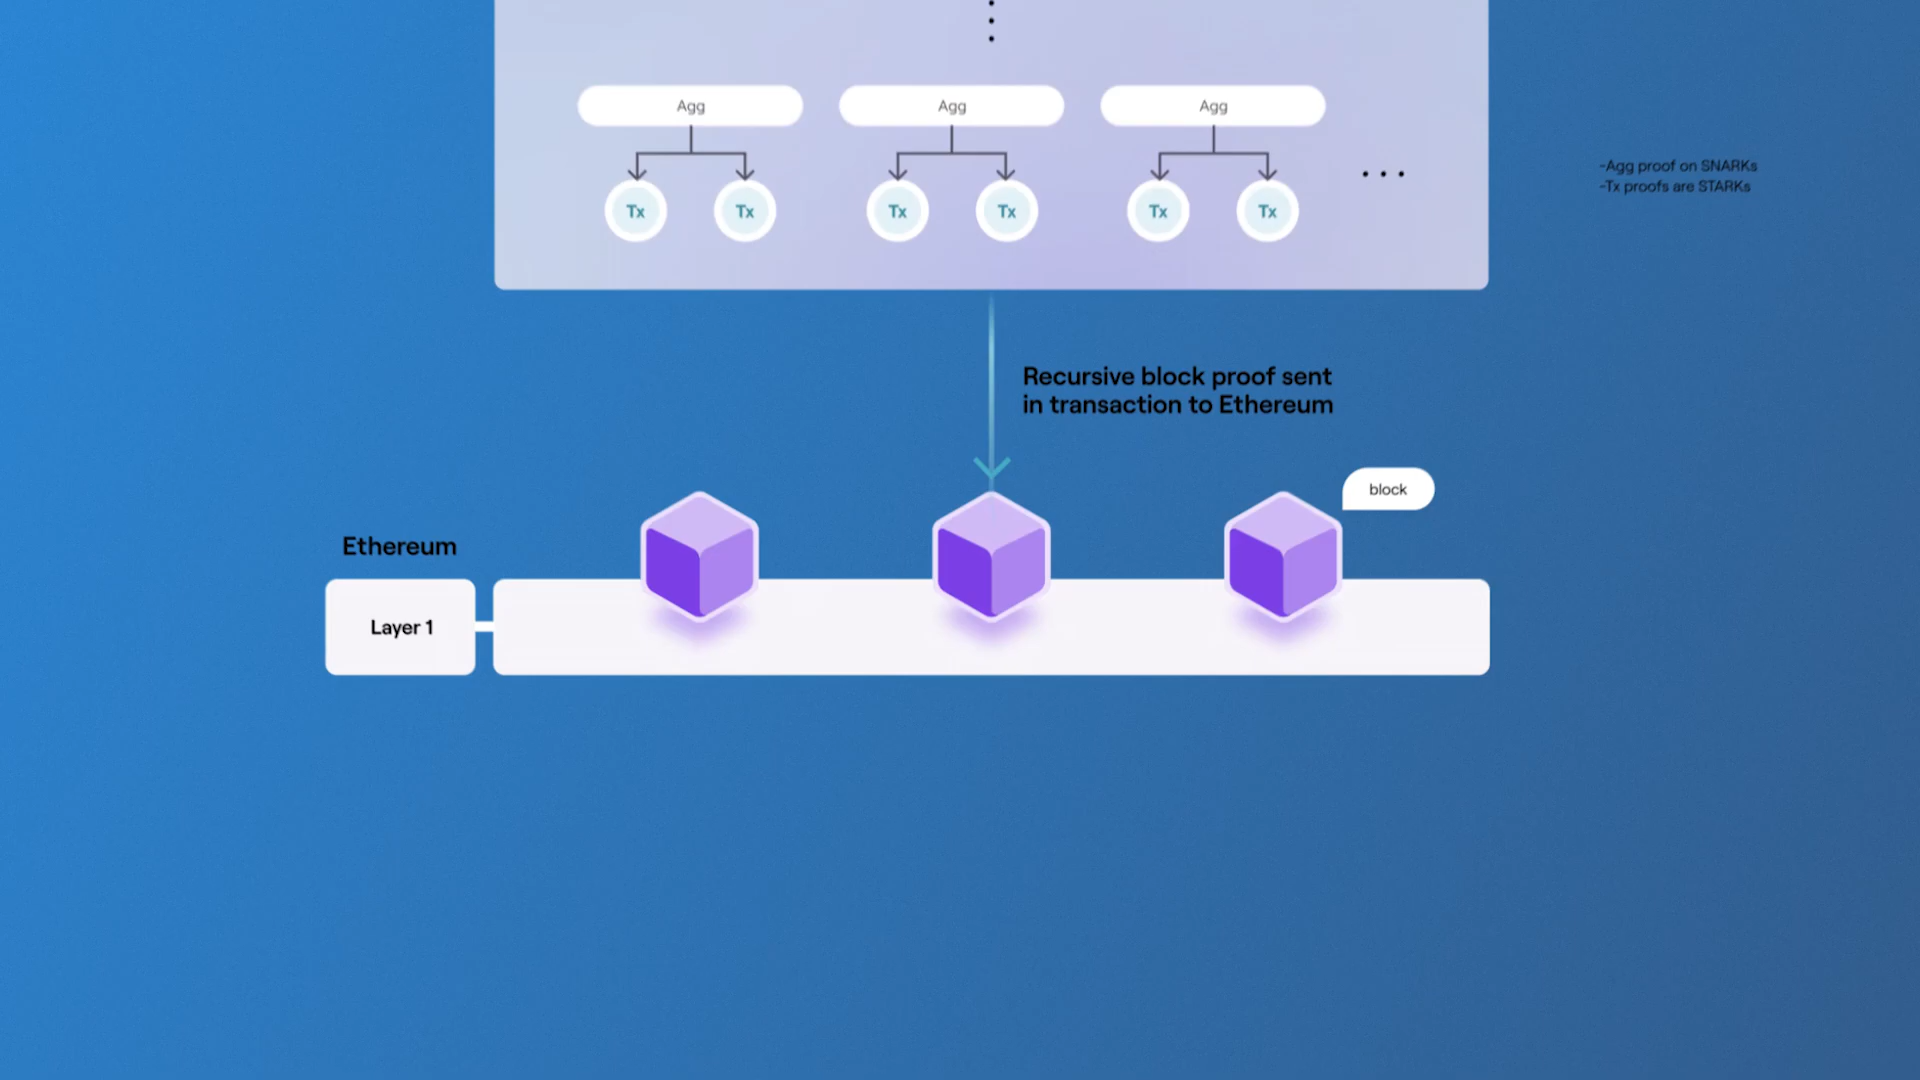 Agg
Agg
Agg
Tx
Tx
Tx
Tx
Tx
Tx
-Agg proof on SNARKs
-Tx proofs are STARKs
Recursive block proof sent
in transaction to Ethereum
block
Ethereum
Layer 1